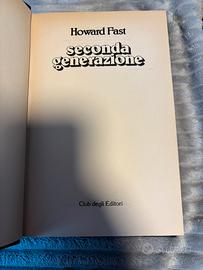 Howard Fast
seconda
generazione
Club degli Editori